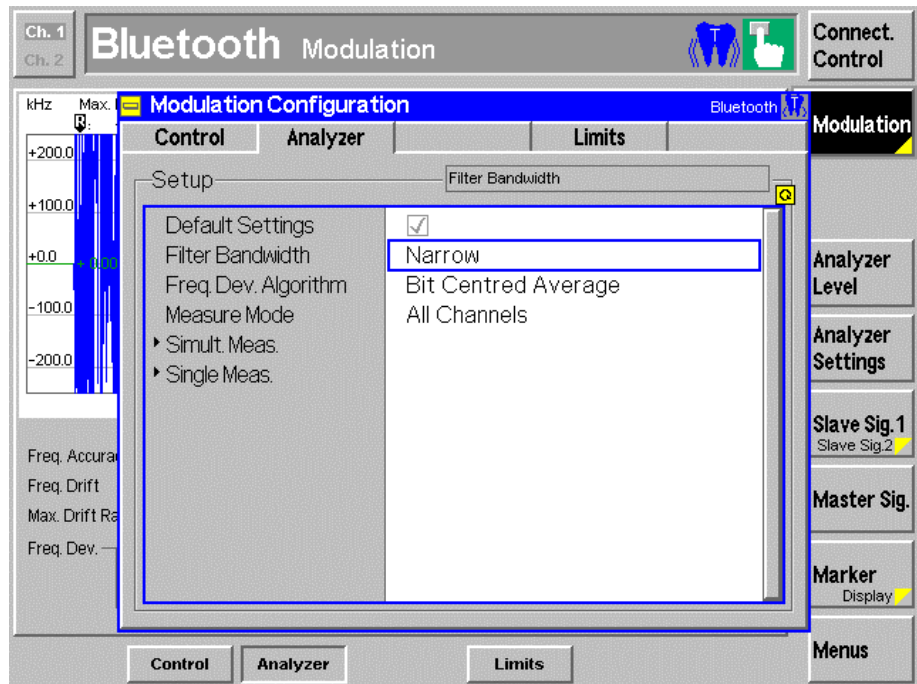 Ch. 1
Ch. 2
Bluetooth Modulation
Connect.
Control
kHz Max.
Modulation Configuration
Bluetooth
Control Analyzer Limits
Modulation
Setup
Filter Bandwidth
Default Settings
Filter Bandwidth Narrow
Freq. Dev. Algorithm Bit Centred Average
Measure Mode All Channels
Simult. Meas.
Single Meas.
+200.0
+100.0
+0.0
-100.0
-200.0
Freq. Accura
Freq. Drift
Max. Drift Ra
Freq. Dev.
Analyzer
Level
Analyzer
Settings
Slave Sig.1
Slave Sig.2
Master Sig.
Marker
Display
Menus
Control Analyzer Limits